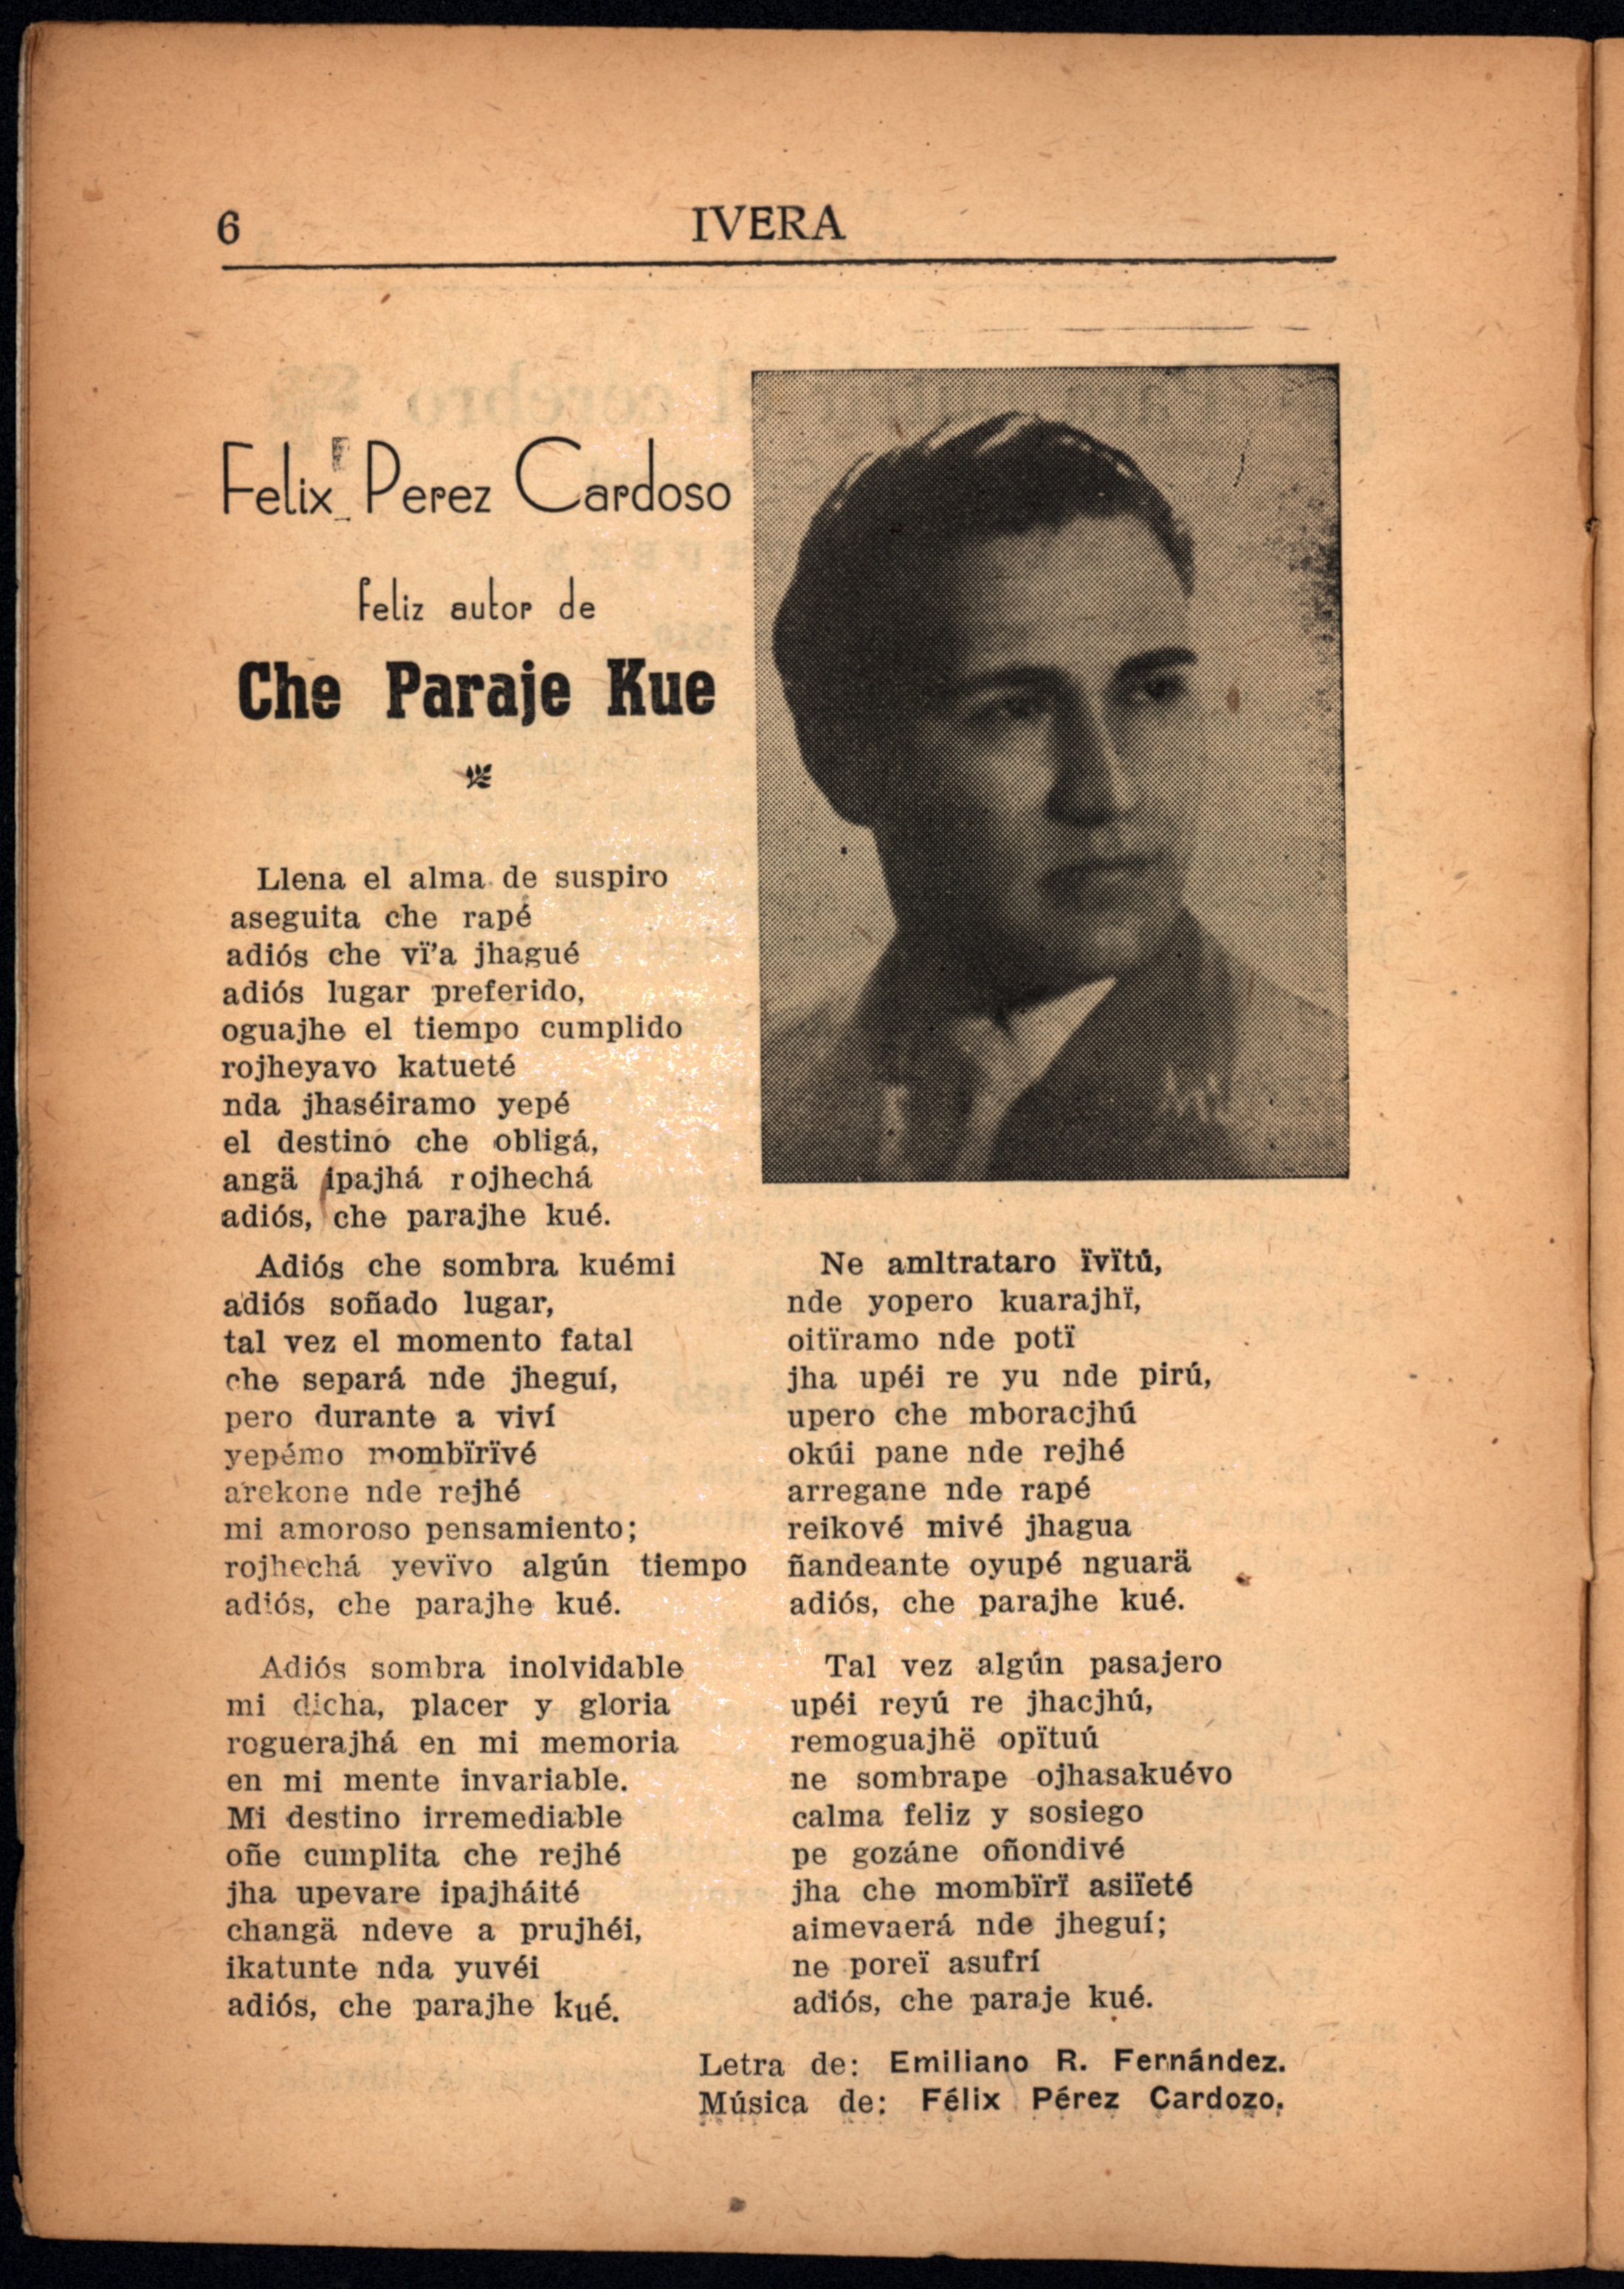 6
IVERA
Felix Perez Cardoso
feliz autor de
Che Paraje Kue
Llena el alma de suspiro
aseguita che rapé
adiós che vï'a jhagué
adiós lugar preferido,
oguajhe el tiempo cumplido
rojheyavo katueté
nda jhaséiramo yepé
el destino che obligá,
angä ipajhá rojhechá
adiós, che parajhe kué.
Adiós che sombra kuémi
adiós soñado lugar,
tal vez el momento fatal
che separá nde jheguí,
pero durante a viví
yepémo mombïrïvé
arekone nde rejhé
mi amoroso pensamiento;
rojhechá yevïvo algún tiempo
adiós, che parajhe kué.
Adiós sombra inolvidable
mi dicha, placer y gloria
roguerajhá en mi memoria
en mi mente invariable.
Mi destino irremediable
oñe cumplita che rejhé
jha upevare ipajháité
changä ndeve a prujhéi,
ikatunte nda yuvéi
adiós, che parajhe kué.
Ne amltrataro ïvïtú,
nde yopero kuarajhï,
oitïramo nde potï
jha upéi re yu nde pirú,
upero che mboracjhú
okúi pane nde rejhé
arregane nde rapé
reikové mivé jhagua
ñandeante oyupé nguarä
adiós, che parajhe kué.
Tal vez algún pasajero
upéi reyú re jhacjhú,
remoguajhë opïtuú
ne sombrape ojhasakuévo
calma feliz y sosiego
pe gozáne oñondivé
jha che mombïrï asiïeté
aimevaerá nde jheguí;
ne poreï asufrí
adiós, che paraje kué.
Letra de: Emiliano R. Fernández.
Música de: Félix Pérez Cardozo.